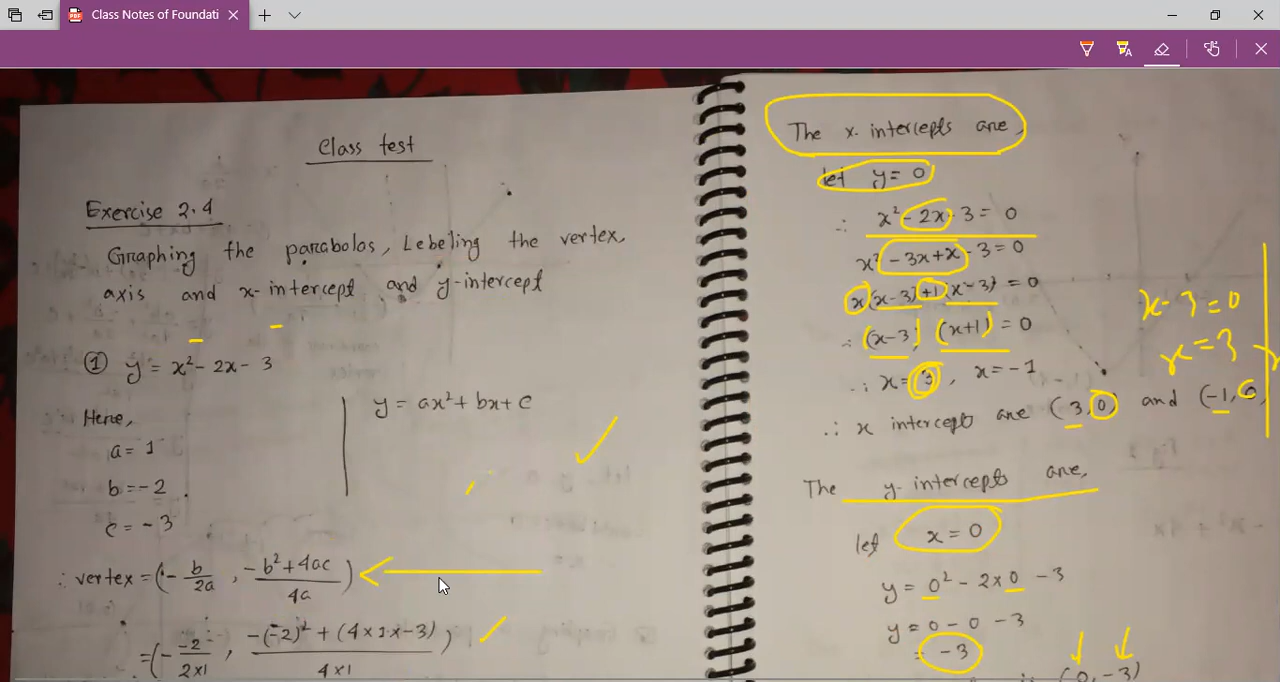 Class Notes of Foundati
Class test
Exercise 2.4
Graphing the parabolas, Lebeling the vertex,
axis and x-intercept and y-intercept
① y = x² - 2x - 3
Here,
a = 1
b = -2
c = -3
y = ax² + bx + c
∴ vertex = (-b/2a, (-b² + 4ac)/4a)
= (- -2/2×1, (-(-2)² + (4×1×-3))/4×1)
The x. intercepts are,
let y = 0
∴ x² - 2x - 3 = 0
x² - 3x + x - 3 = 0
x(x-3) +1(x-3) = 0
∴ (x-3) (x+1) = 0
∴ x = 3, x = -1
∴ x intercepts are (3,0) and (-1,0)
x - 3 = 0
x = 3
The y-intercepts are,
let x = 0
y = 0² - 2×0 - 3
y = 0 - 0 - 3
= -3
(0, -3)